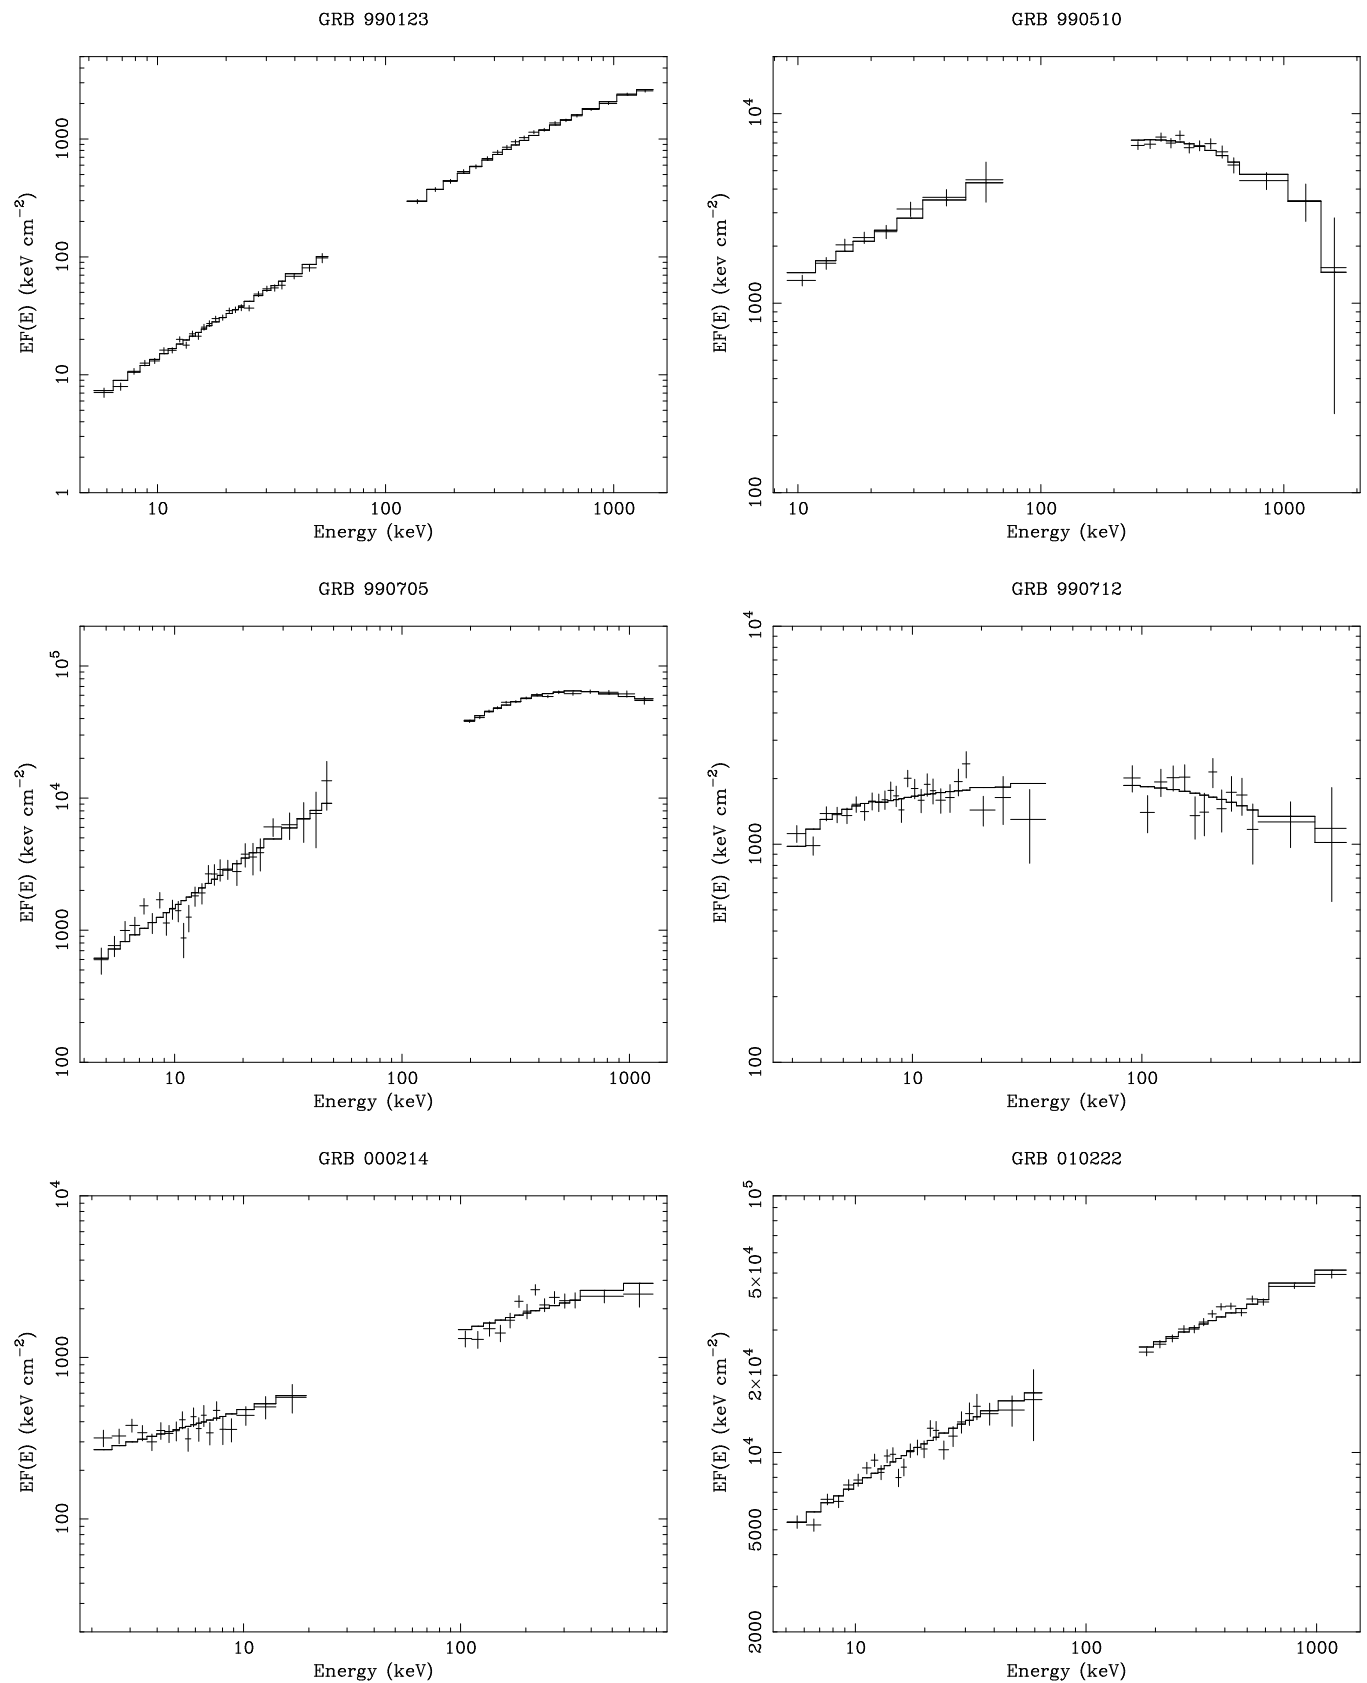 GRB 990123
EF(E) (keV cm⁻²)
1000
100
10
1
10 100 1000
Energy (keV)
GRB 990510
EF(E) (keV cm⁻²)
10⁴
1000
100
10 100 1000
Energy (keV)
GRB 990705
EF(E) (keV cm⁻²)
10⁵
10⁴
1000
100
10 100 1000
Energy (keV)
GRB 990712
EF(E) (keV cm⁻²)
10⁴
1000
100
10 100
Energy (keV)
GRB 000214
EF(E) (keV cm⁻²)
10⁴
1000
100
10 100
Energy (keV)
GRB 010222
EF(E) (keV cm⁻²)
10⁵
5×10⁴
2×10⁴
10⁴
5000
2000
10 100 1000
Energy (keV)